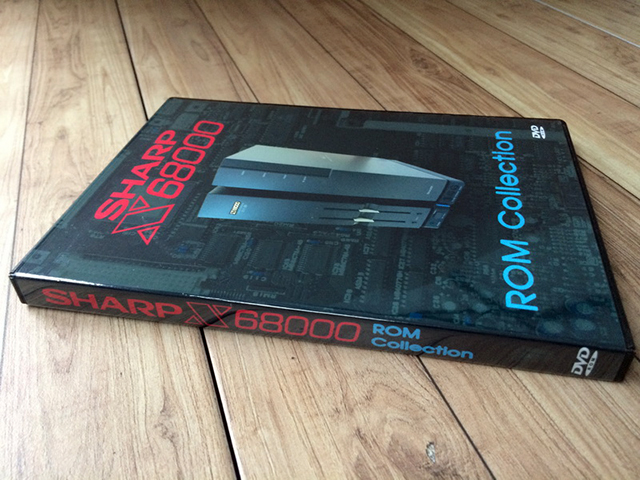 SHARP
X68000
ROM Collection
DVD
SHARP X68000 ROM
Collection
DVD